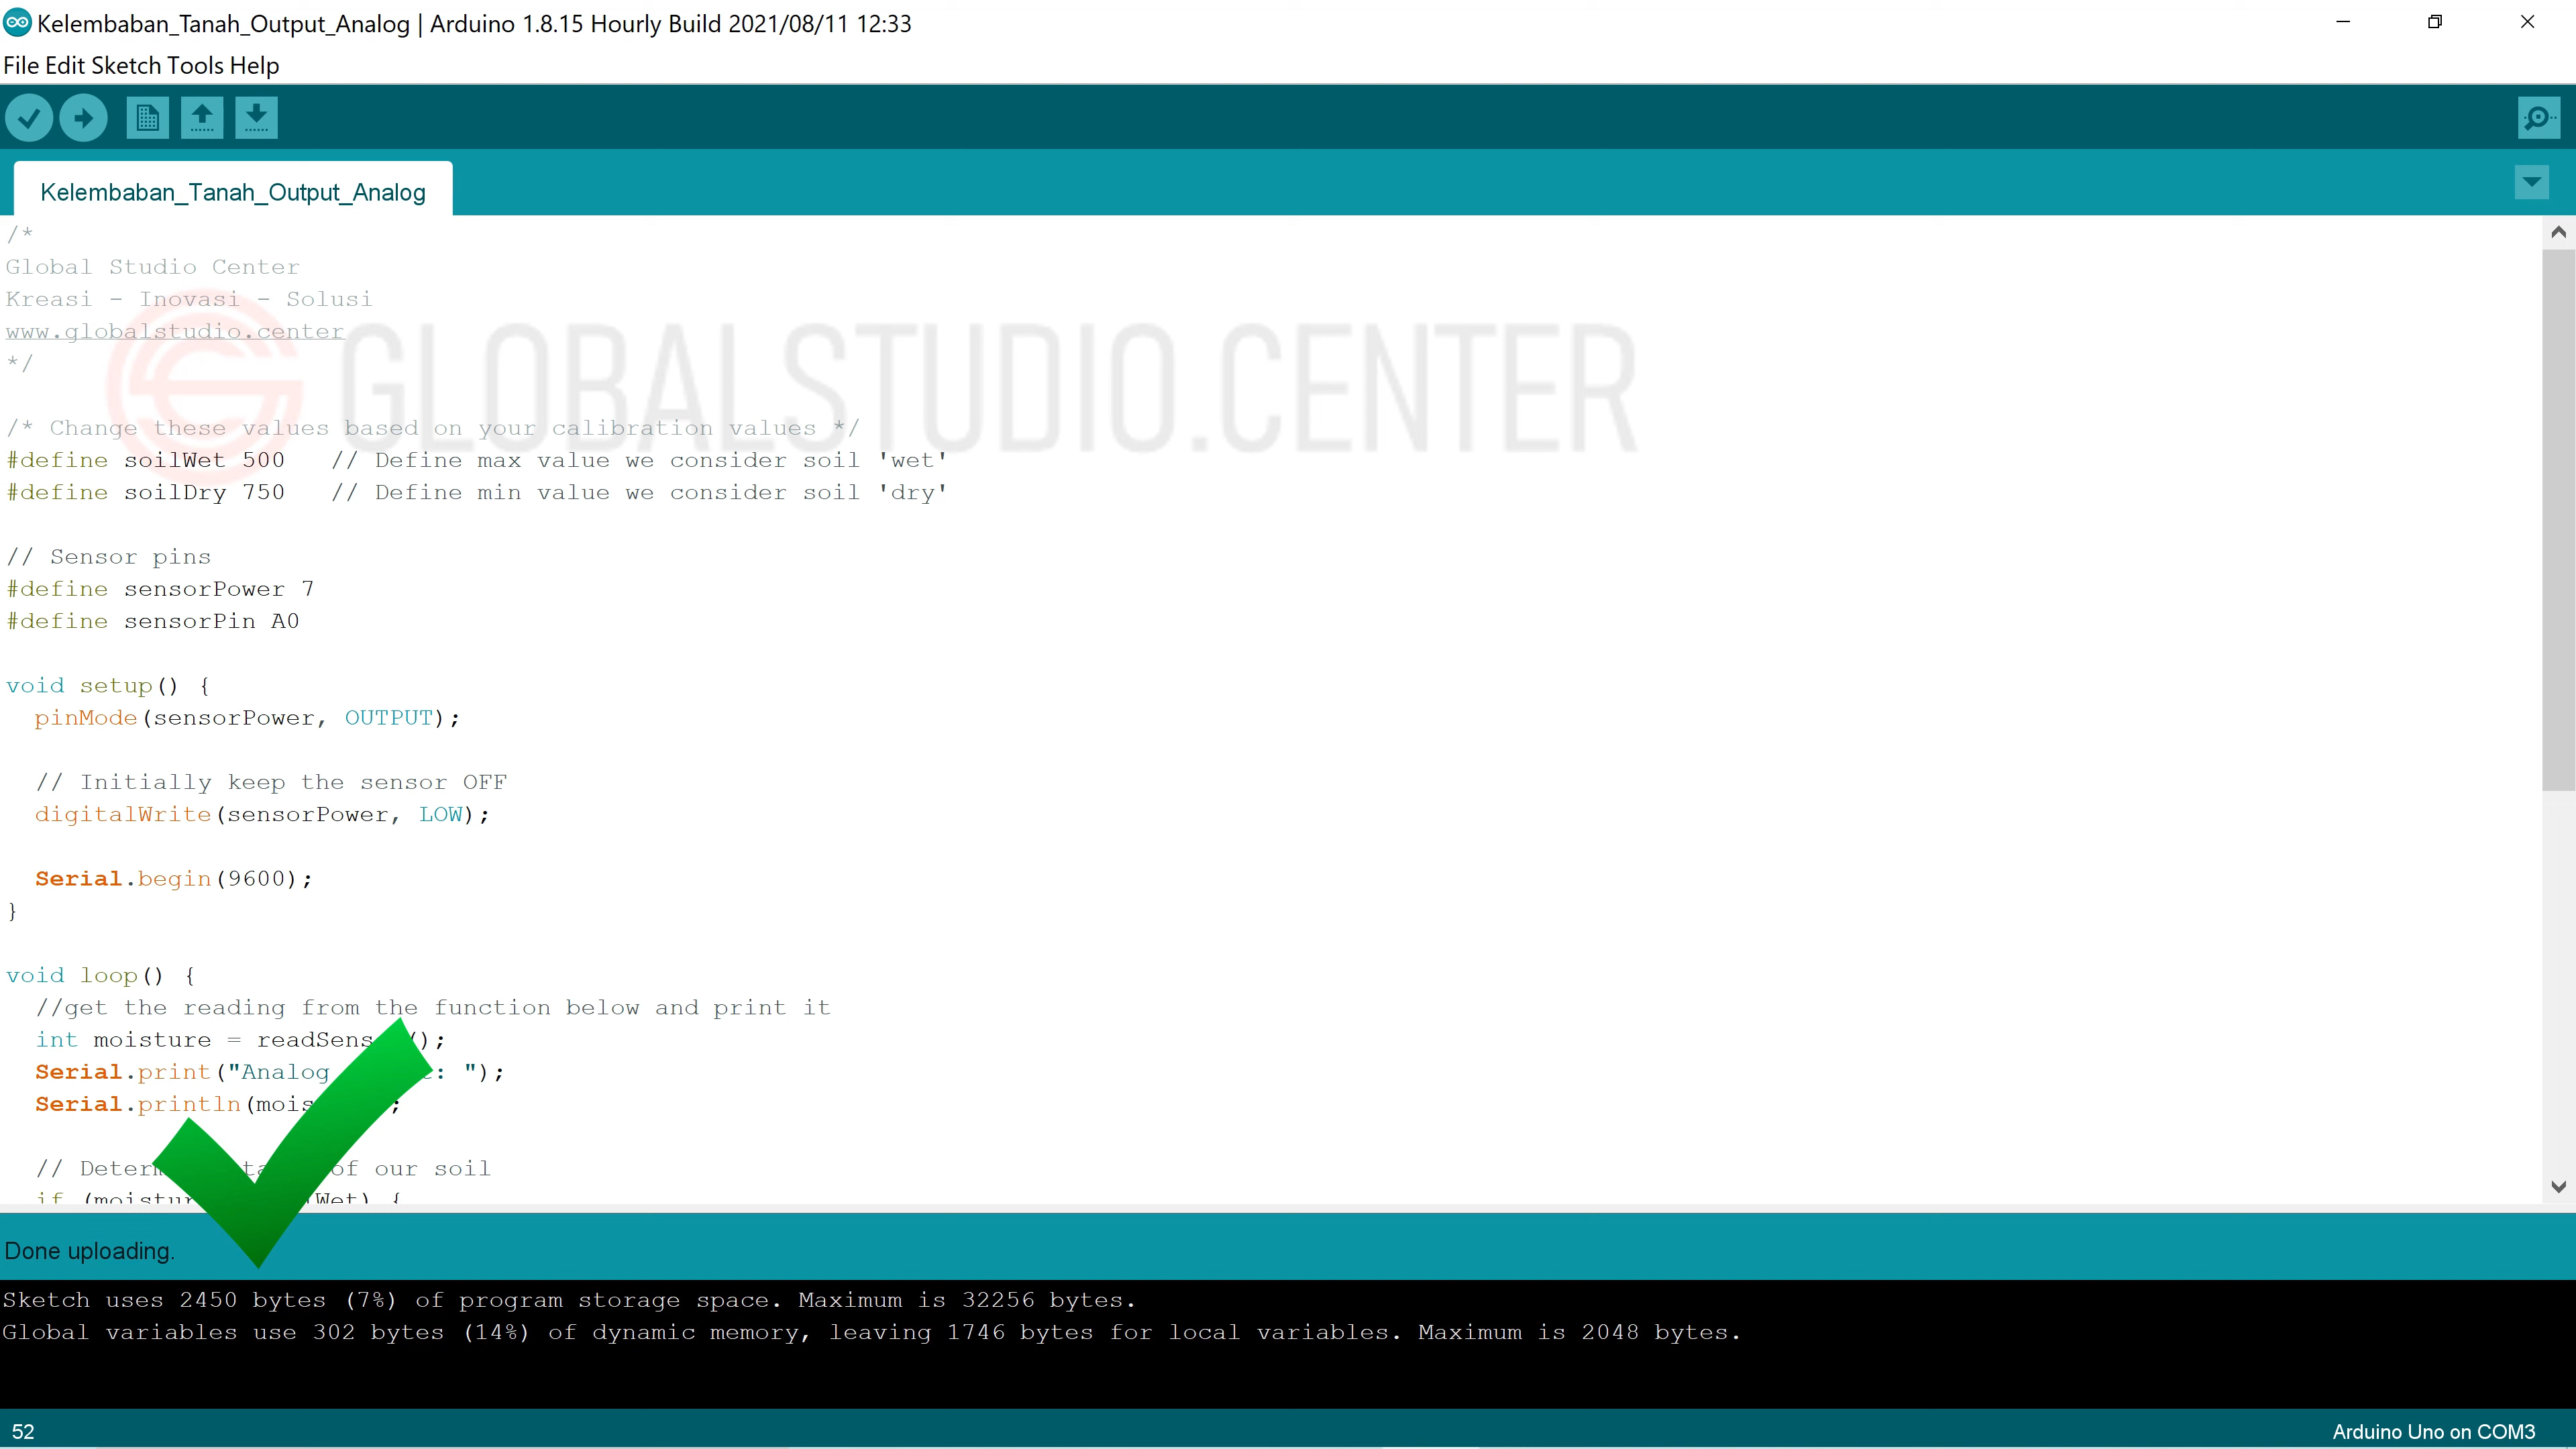 Kelembaban_Tanah_Output_Analog | Arduino 1.8.15 Hourly Build 2021/08/11 12:33
File Edit Sketch Tools Help
Kelembaban_Tanah_Output_Analog
/*
Global Studio Center
Kreasi - Inovasi - Solusi
www.globalstudio.center
*/
GLOBALSTUDIO.CENTER
/* Change these values based on your calibration values */
#define soilWet 500   // Define max value we consider soil 'wet'
#define soilDry 750   // Define min value we consider soil 'dry'
// Sensor pins
#define sensorPower 7
#define sensorPin A0
void setup() {
pinMode(sensorPower, OUTPUT);
// Initially keep the sensor OFF
digitalWrite(sensorPower, LOW);
Serial.begin(9600);
}
void loop() {
//get the reading from the function below and print it
int moisture = readSens();
Serial.print("Analog : ");
Serial.println(mois;
// Deter of our soil
if (moistur Wet) {
Done uploading.
Sketch uses 2450 bytes (7%) of program storage space. Maximum is 32256 bytes.
Global variables use 302 bytes (14%) of dynamic memory, leaving 1746 bytes for local variables. Maximum is 2048 bytes.
52
Arduino Uno on COM3